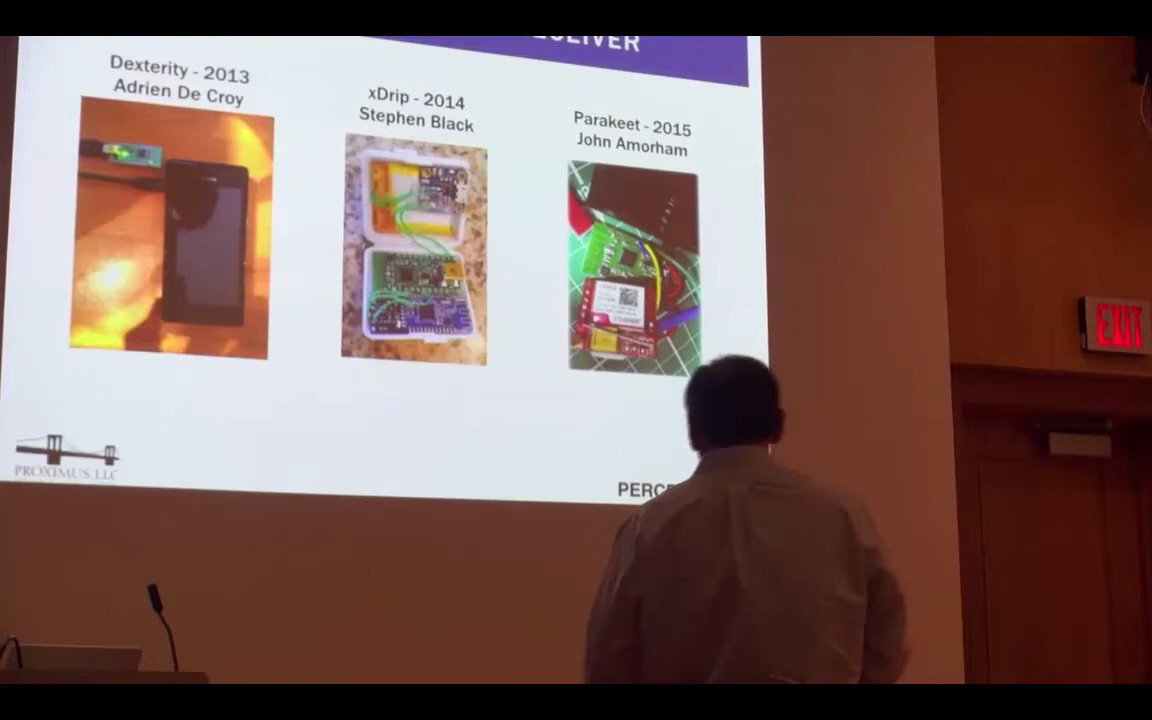 Dexterity - 2013
Adrien De Croy
xDrip - 2014
Stephen Black
Parakeet - 2015
John Amorham
PROXIMUS LLC
EXIT